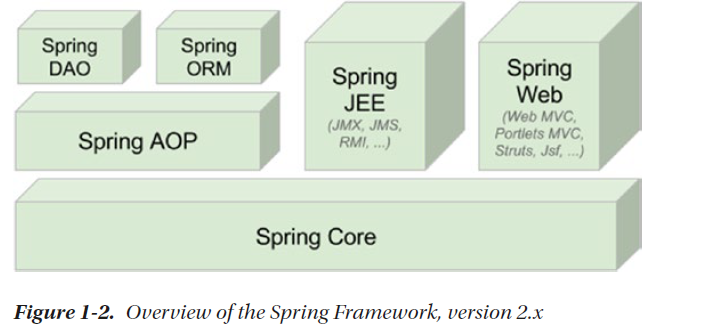 Spring
DAO
Spring
ORM
Spring
JEE
(JMX, JMS,
RMI, ...)
Spring
Web
(Web MVC,
Portlets MVC,
Struts, Jsf, ...)
Spring AOP
Spring Core
Figure 1-2. Overview of the Spring Framework, version 2.x